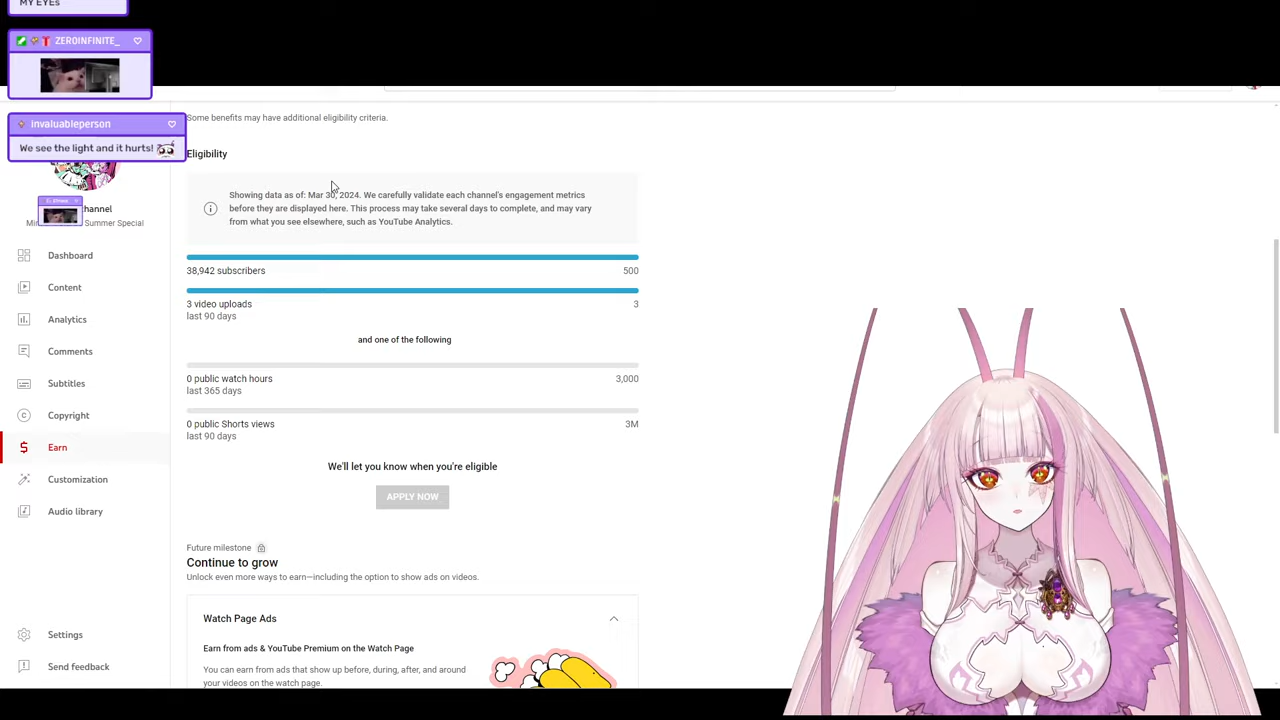 MY EYEs
ZEROINFINITE_
invaluableperson
We see the light and it hurts!
Some benefits may have additional eligibility criteria.
Eligibility
Showing data as of: Mar 30, 2024. We carefully validate each channel's engagement metrics
before they are displayed here. This process may take several days to complete, and may vary
from what you see elsewhere, such as YouTube Analytics.
38,942 subscribers
500
3 video uploads
3
last 90 days
and one of the following
0 public watch hours
3,000
last 365 days
0 public Shorts views
3M
last 90 days
We'll let you know when you're eligible
APPLY NOW
Future milestone
Continue to grow
Unlock even more ways to earn—including the option to show ads on videos.
Watch Page Ads
Earn from ads & YouTube Premium on the Watch Page
You can earn from ads that show up before, during, after, and around
your videos on the watch page.
hannel
Summer Special
Dashboard
Content
Analytics
Comments
Subtitles
Copyright
Earn
Customization
Audio library
Settings
Send feedback